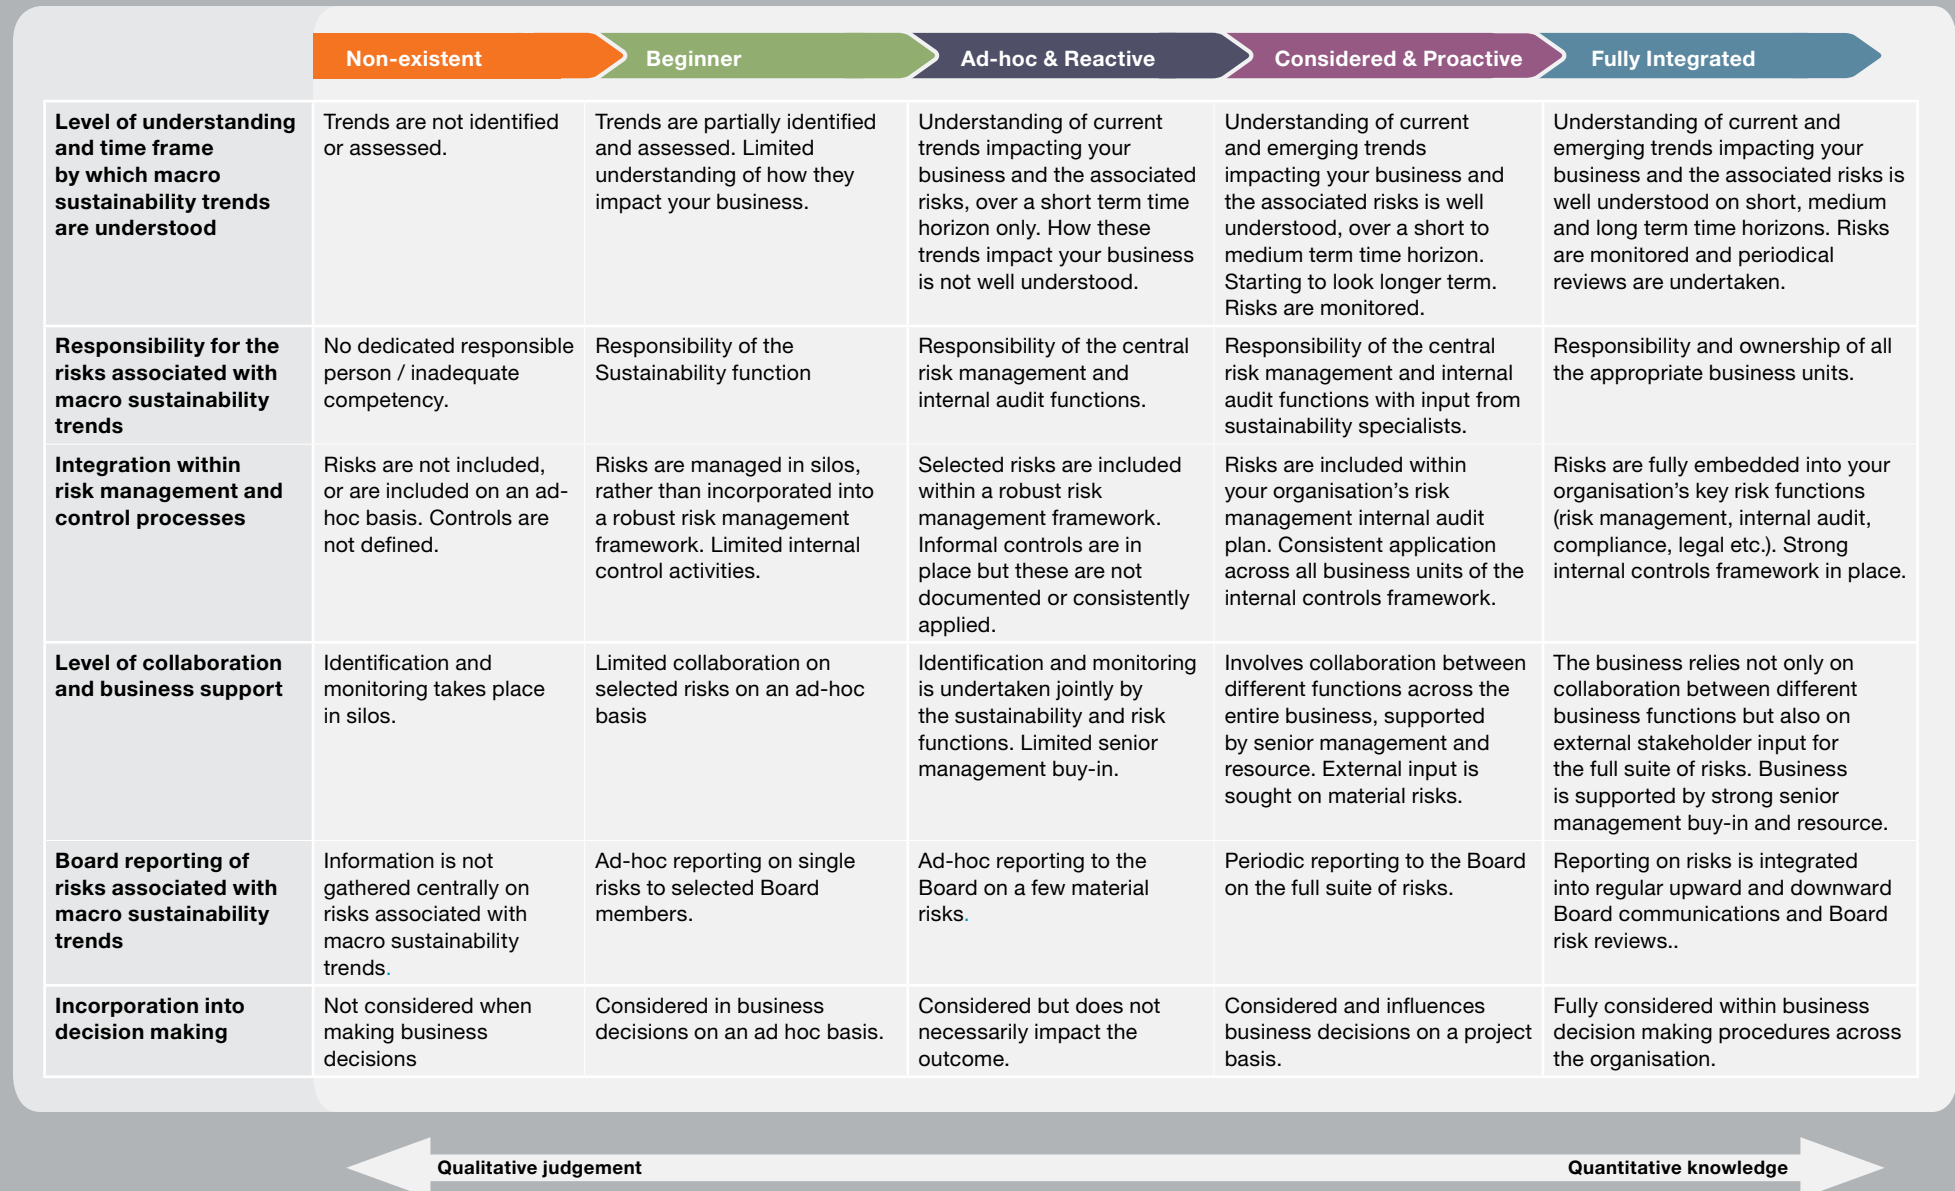 Non-existent
Beginner
Ad-hoc & Reactive
Considered & Proactive
Fully Integrated
Level of understanding
and time frame
by which macro
sustainability trends
are understood
Trends are not identified
or assessed.
Trends are partially identified
and assessed. Limited
understanding of how they
impact your business.
Understanding of current
trends impacting your
business and the associated
risks, over a short term time
horizon only. How these
trends impact your business
is not well understood.
Understanding of current
and emerging trends
impacting your business and
the associated risks is well
understood, over a short to
medium term time horizon.
Starting to look longer term.
Risks are monitored.
Understanding of current and
emerging trends impacting your
business and the associated risks is
well understood on short, medium
and long term time horizons. Risks
are monitored and periodical
reviews are undertaken.
Responsibility for the
risks associated with
macro sustainability
trends
No dedicated responsible
person / inadequate
competency.
Responsibility of the
Sustainability function
Responsibility of the central
risk management and
internal audit functions.
Responsibility of the central
risk management and internal
audit functions with input from
sustainability specialists.
Responsibility and ownership of all
the appropriate business units.
Integration within
risk management and
control processes
Risks are not included,
or are included on an ad-
hoc basis. Controls are
not defined.
Risks are managed in silos,
rather than incorporated into
a robust risk management
framework. Limited internal
control activities.
Selected risks are included
within a robust risk
management framework.
Informal controls are in
place but these are not
documented or consistently
applied.
Risks are included within
your organisation’s risk
management internal audit
plan. Consistent application
across all business units of the
internal controls framework.
Risks are fully embedded into your
organisation’s key risk functions
(risk management, internal audit,
compliance, legal etc.). Strong
internal controls framework in place.
Level of collaboration
and business support
Identification and
monitoring takes place
in silos.
Limited collaboration on
selected risks on an ad-hoc
basis
Identification and monitoring
is undertaken jointly by
the sustainability and risk
functions. Limited senior
management buy-in.
Involves collaboration between
different functions across the
entire business, supported
by senior management and
resource. External input is
sought on material risks.
The business relies not only on
collaboration between different
business functions but also on
external stakeholder input for
the full suite of risks. Business
is supported by strong senior
management buy-in and resource.
Board reporting of
risks associated with
macro sustainability
trends
Information is not
gathered centrally on
risks associated with
macro sustainability
trends.
Ad-hoc reporting on single
risks to selected Board
members.
Ad-hoc reporting to the
Board on a few material
risks.
Periodic reporting to the Board
on the full suite of risks.
Reporting on risks is integrated
into regular upward and downward
Board communications and Board
risk reviews..
Incorporation into
decision making
Not considered when
making business
decisions
Considered in business
decisions on an ad hoc basis.
Considered but does not
necessarily impact the
outcome.
Considered and influences
business decisions on a project
basis.
Fully considered within business
decision making procedures across
the organisation.
Qualitative judgement
Quantitative knowledge